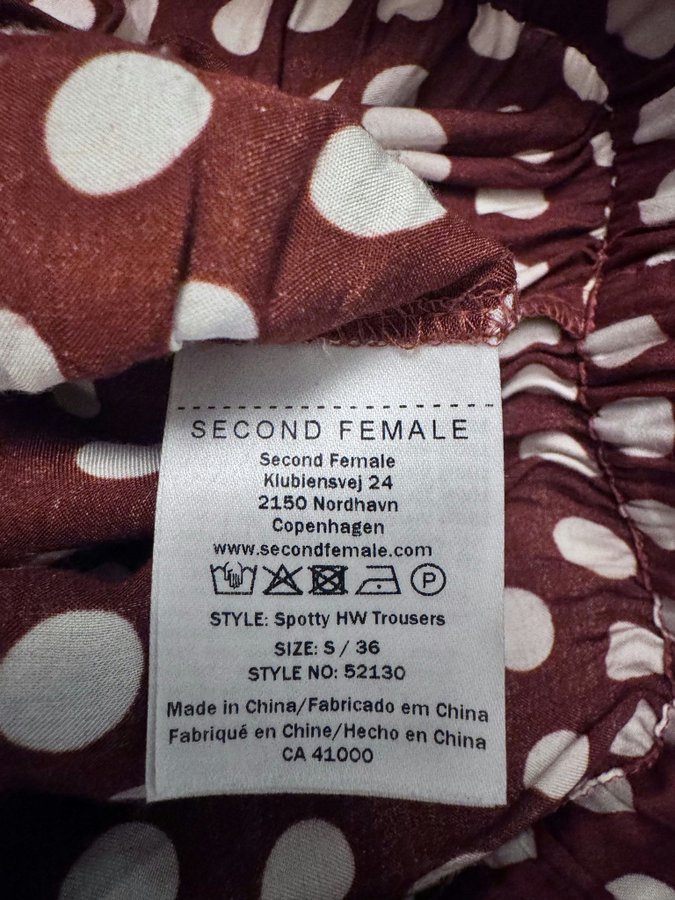 SECOND FEMALE
Second Female
Klubiensvej 24
2150 Nordhavn
Copenhagen
www.secondfemale.com
P
STYLE: Spotty HW Trousers
SIZE: S / 36
STYLE NO: 52130
Made in China/Fabricado em China
Fabriqué en Chine/Hecho en China
CA 41000